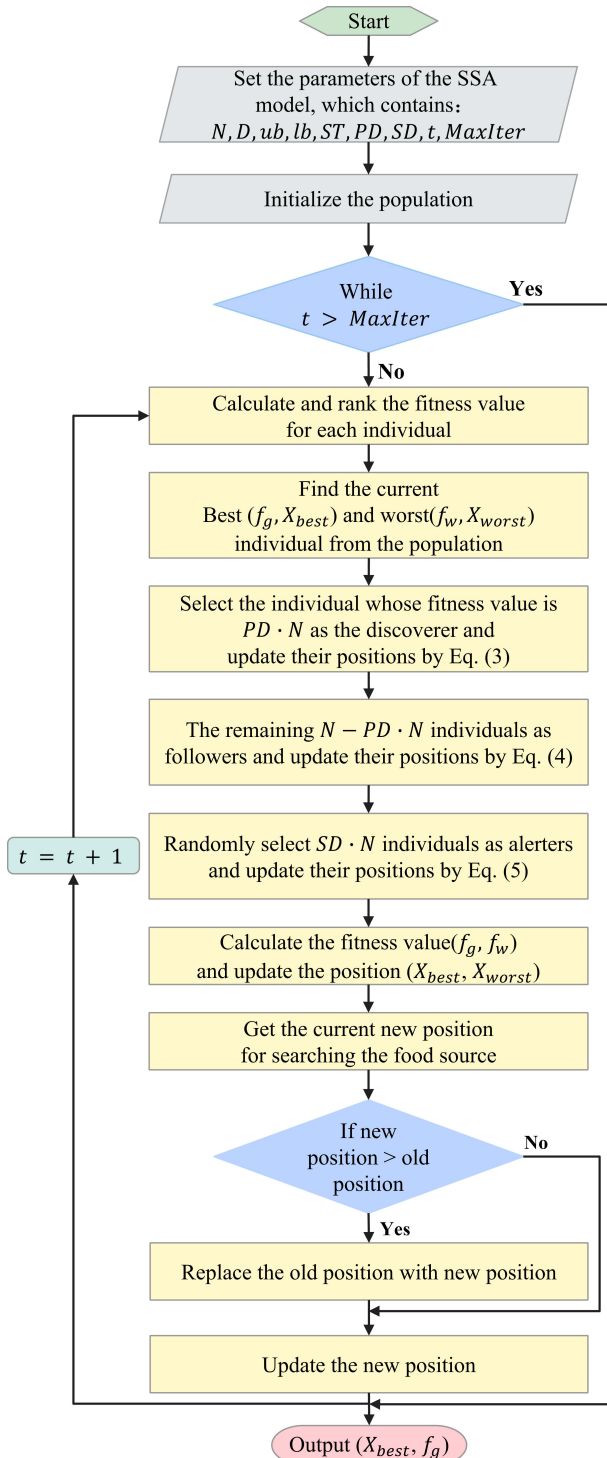 Start
Set the parameters of the SSA
model, which contains:
N, D, ub, lb, ST, PD, SD, t, MaxIter
Initialize the population
While
t > MaxIter
Yes
No
Calculate and rank the fitness value
for each individual
Find the current
Best (f_g, X_best) and worst(f_w, X_worst)
individual from the population
Select the individual whose fitness value is
PD · N as the discoverer and
update their positions by Eq. (3)
The remaining N − PD · N individuals as
followers and update their positions by Eq. (4)
t = t + 1
Randomly select SD · N individuals as alerters
and update their positions by Eq. (5)
Calculate the fitness value(f_g, f_w)
and update the position (X_best, X_worst)
Get the current new position
for searching the food source
If new
position > old
position
No
Yes
Replace the old position with new position
Update the new position
Output (X_best, f_g)